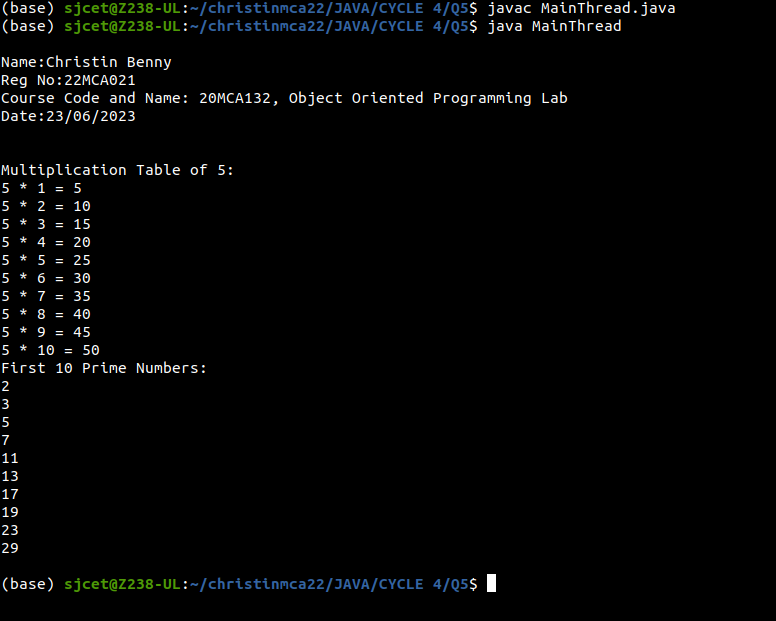 (base) sjcet@Z238-UL:~/christinmca22/JAVA/CYCLE 4/Q5$ javac MainThread.java
(base) sjcet@Z238-UL:~/christinmca22/JAVA/CYCLE 4/Q5$ java MainThread
Name:Christin Benny
Reg No:22MCA021
Course Code and Name: 20MCA132, Object Oriented Programming Lab
Date:23/06/2023
Multiplication Table of 5:
5 * 1 = 5
5 * 2 = 10
5 * 3 = 15
5 * 4 = 20
5 * 5 = 25
5 * 6 = 30
5 * 7 = 35
5 * 8 = 40
5 * 9 = 45
5 * 10 = 50
First 10 Prime Numbers:
2
3
5
7
11
13
17
19
23
29
(base) sjcet@Z238-UL:~/christinmca22/JAVA/CYCLE 4/Q5$